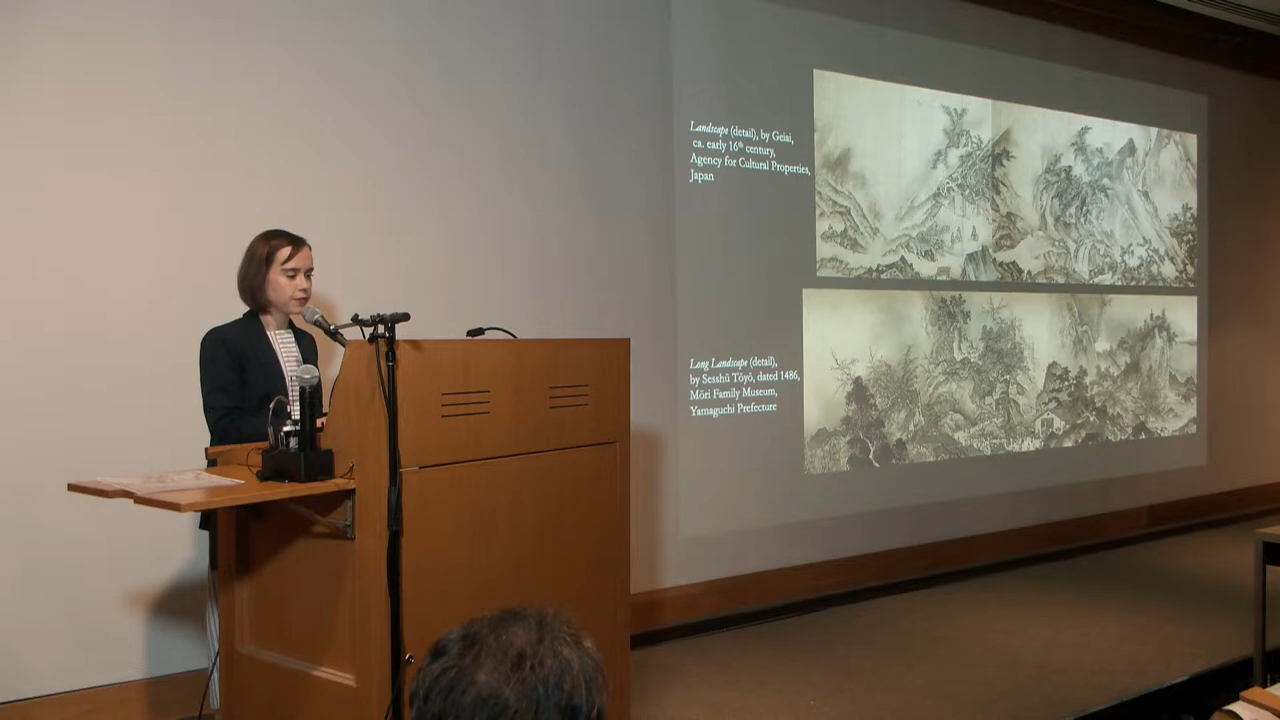 Landscape (detail), by Geiai,
ca. early 16th century,
Agency for Cultural Properties,
Japan
Long Landscape (detail),
by Sesshū Tōyō, dated 1486,
Mōri Family Museum,
Yamaguchi Prefecture